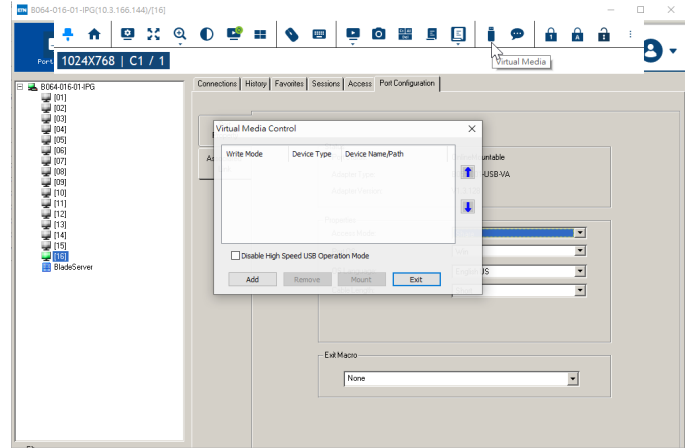 B064-016-01-IPG(10.3.166.144)/[16]
Port
1024X768 | C1 / 1
Virtual Media
B064-016-01-IPG
[01]
[02]
[03]
[04]
[05]
[06]
[07]
[08]
[09]
[10]
[11]
[12]
[13]
[14]
[15]
[16]
BladeServer
Connections History Favorites Sessions Access Port Configuration
Virtual Media Control
Write Mode Device Type Device Name/Path
Disable High Speed USB Operation Mode
Add Remove Mount Exit
-USB-VA
Exit Macro
None